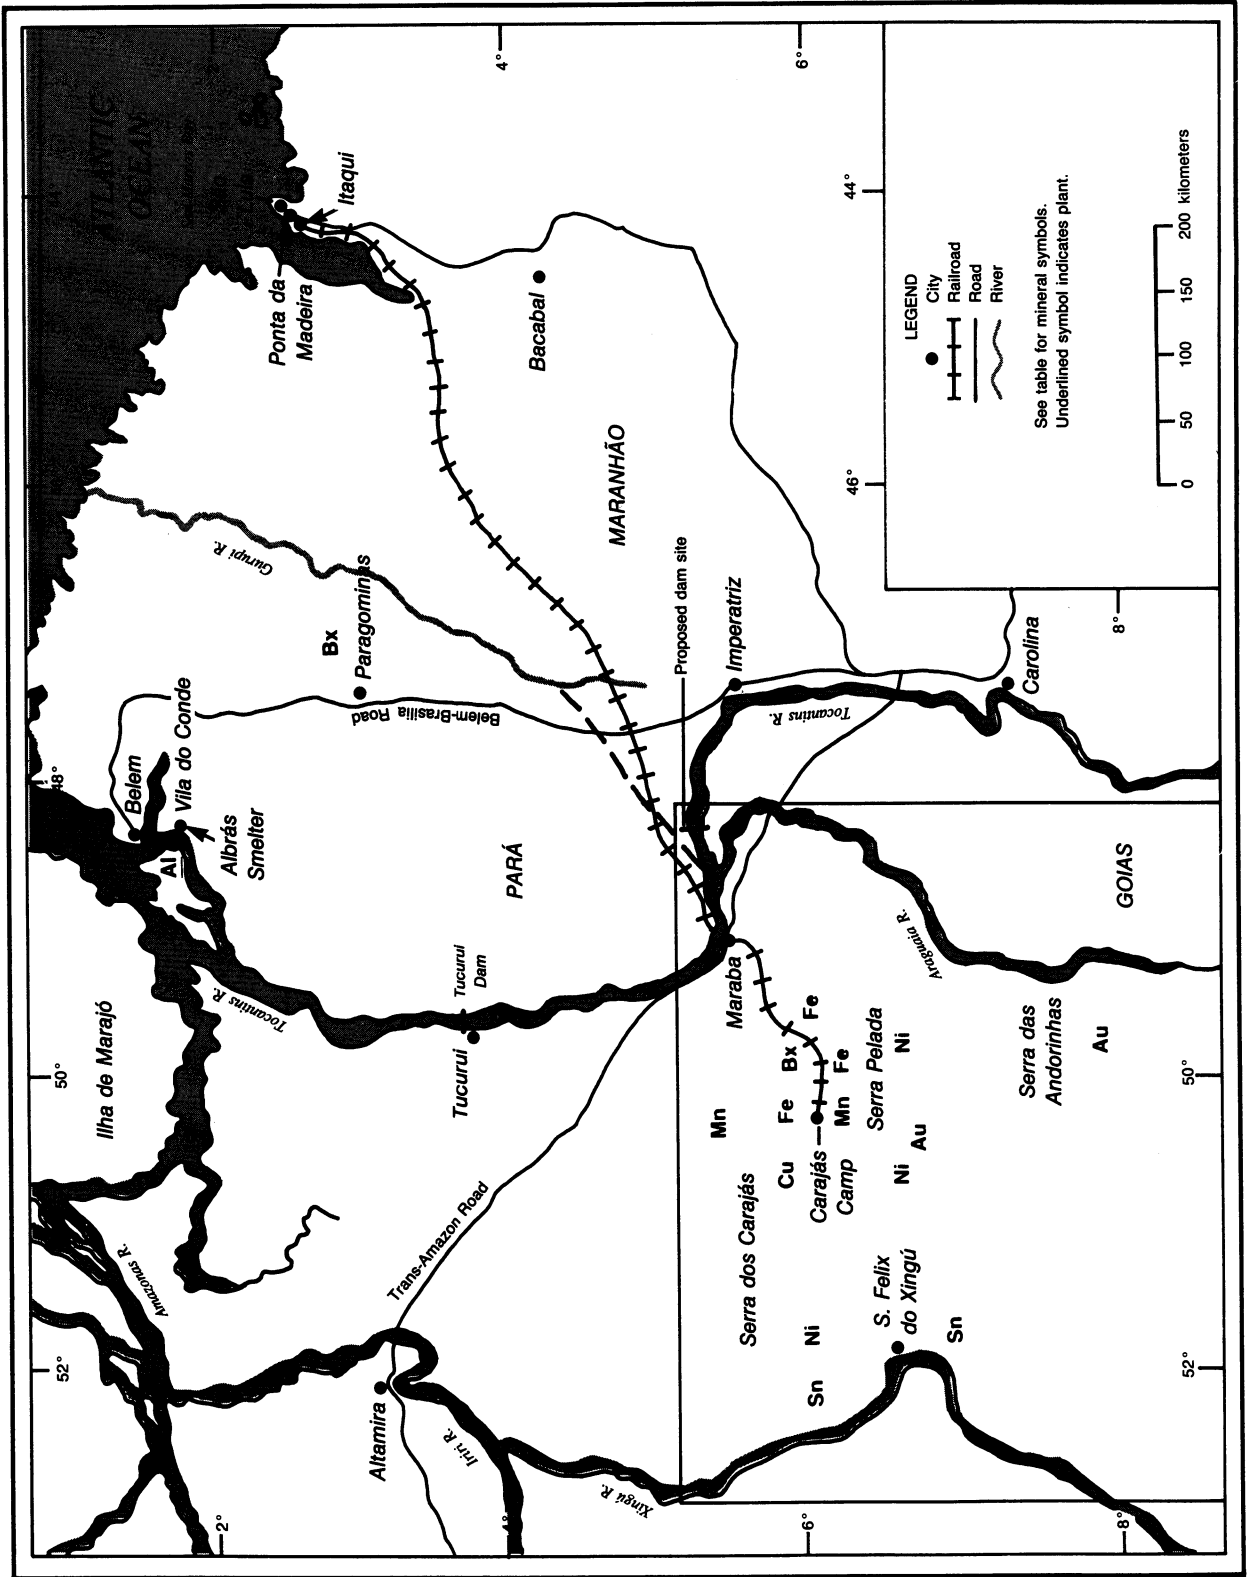 ATLANTIC
OCEAN
2°
4°
6°
8°
44°
46°
48°
50°
52°
50°
52°
2°
6°
8°
Itaqui
Ponta da
Madeira
Bacabal
MARANHÃO
Gurupi R.
Bx
Paragominas
Belem-Brasilia Road
Proposed dam site
Imperatriz
Carolina
Tocantins R.
Belem
Vila do Conde
Al
Albrás
Smelter
PARÁ
GOIAS
Araguaia R.
Ilha de Marajó
Tocantins R.
Tucurui
Dam
Tucurui
Maraba
Fe
Bx
Fe
Fe
Mn
Mn
Cu
Carajás
Camp
Serra Pelada
Ni
Au
Ni
Serra das
Andorinhas
Au
Serra dos Carajás
Ni
Sn
S. Felix
do Xingú
Sn
Trans-Amazon Road
Amazonas R.
Altamira
Iriri R.
Xingú R.
LEGEND
City
Railroad
Road
River
See table for mineral symbols.
Underlined symbol indicates plant.
0 50 100 150 200 kilometers